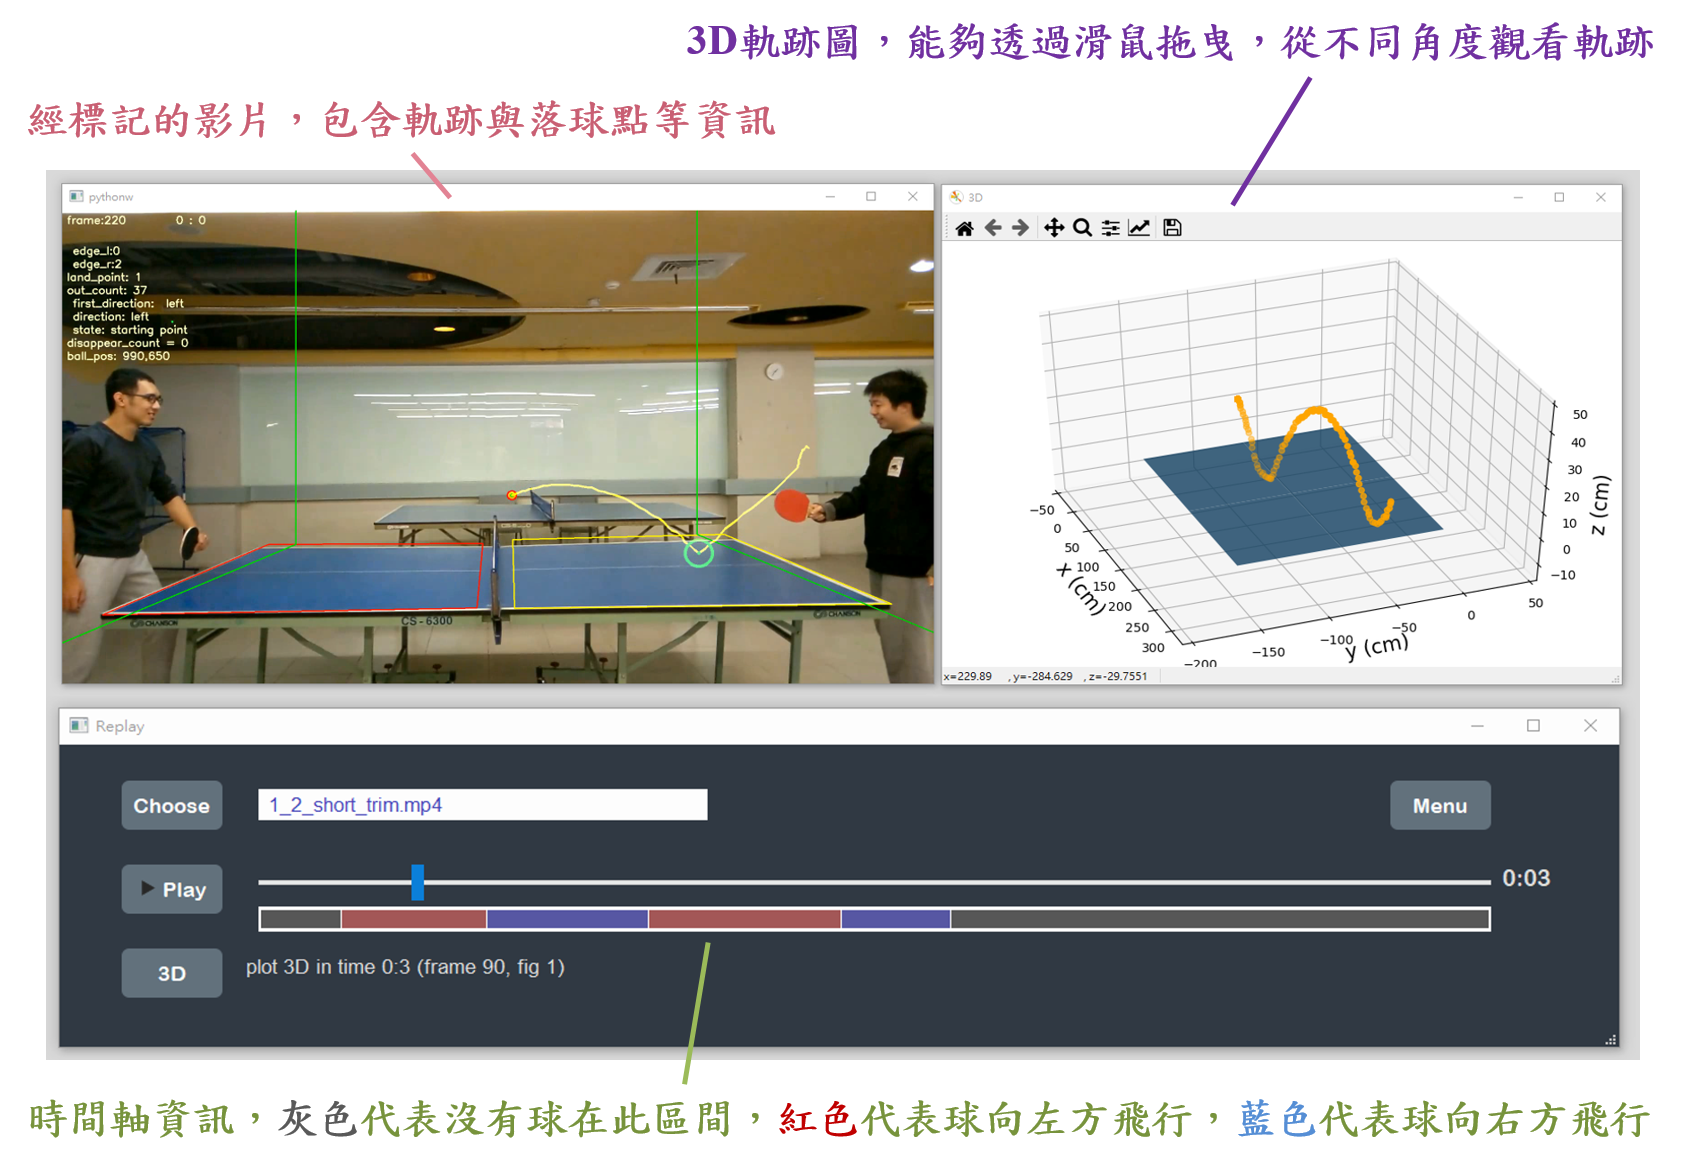 3D軌跡圖，能夠透過滑鼠拖曳，從不同角度觀看軌跡
經標記的影片，包含軌跡與落球點等資訊
pythonw
frame:220 0 : 0
edge_l:0
edge_r:2
land_point: 1
out_count: 37
first_direction: left
direction: left
state: starting point
disappear_count = 0
ball_pos: 990,650
CHANSON
CS-6300
CHANSON
3D
50
40
30
20
10
0
−10
z (cm)
−50
0
50
100
150
200
250
300
x (cm)
−200
−150
−100
−50
0
50
y (cm)
x=229.89 , y=-284.629 , z=-29.7551
Replay
Choose
1_2_short_trim.mp4
Menu
Play
0:03
3D
plot 3D in time 0:3 (frame 90, fig 1)
時間軸資訊，灰色代表沒有球在此區間，紅色代表球向左方飛行，藍色代表球向右方飛行